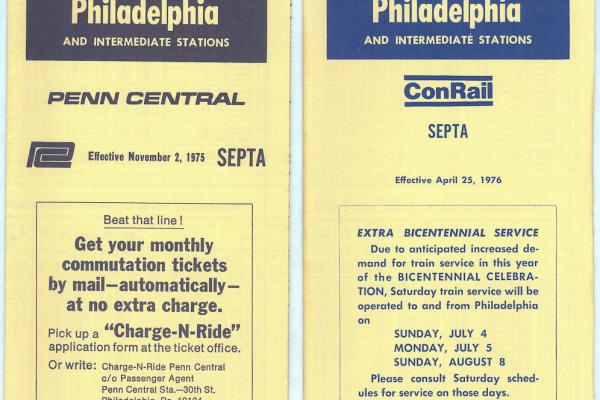 Philadelphia
AND INTERMEDIATE STATIONS
PENN CENTRAL
Effective November 2, 1975 SEPTA
Beat that line!
Get your monthly
commutation tickets
by mail—automatically—
at no extra charge.
Pick up a "Charge-N-Ride"
application form at the ticket office.
Or write: Charge-N-Ride Penn Central
c/o Passenger Agent
Penn Central Sta.—30th St.
Philadelphia, Pa. 19104
Philadelphia
AND INTERMEDIATE STATIONS
ConRail
SEPTA
Effective April 25, 1976
EXTRA BICENTENNIAL SERVICE
Due to anticipated increased de-
mand for train service in this year
of the BICENTENNIAL CELEBRA-
TION, Saturday train service will be
operated to and from Philadelphia
on
SUNDAY, JULY 4
MONDAY, JULY 5
SUNDAY, AUGUST 8
Please consult Saturday sched-
ules for service on those days.